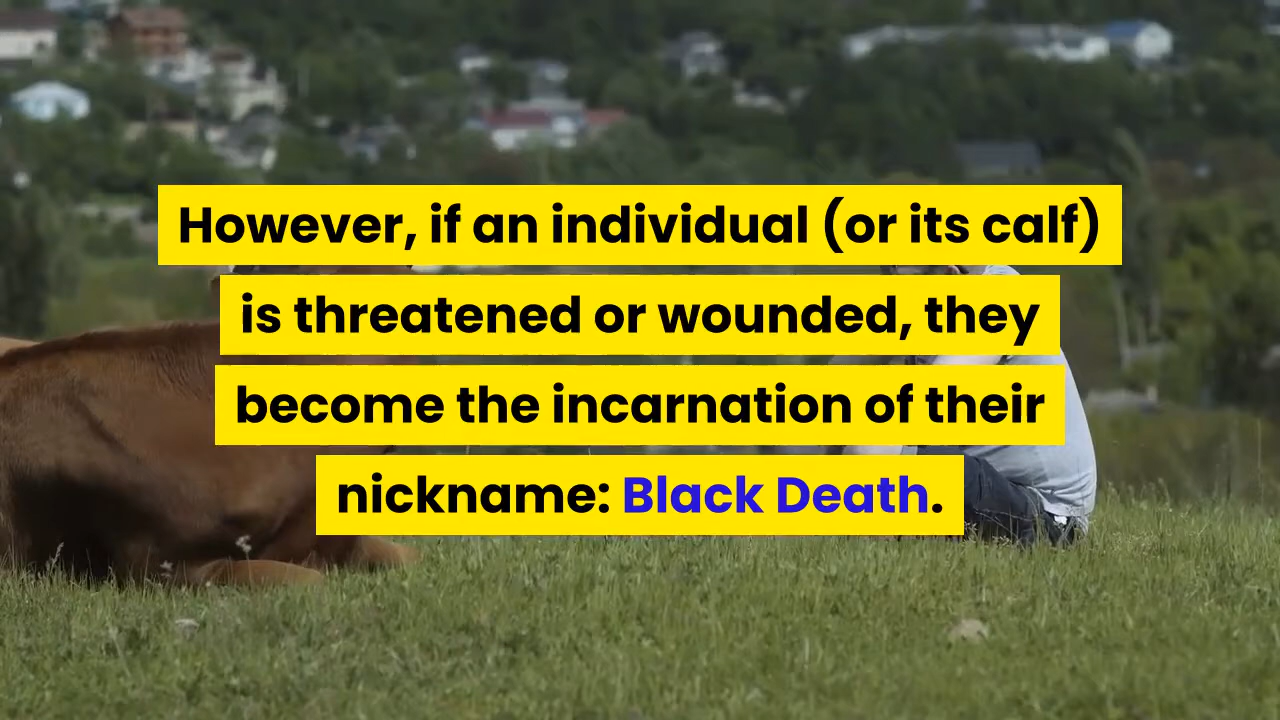 However, if an individual (or its calf)
is threatened or wounded, they
become the incarnation of their
nickname: Black Death.